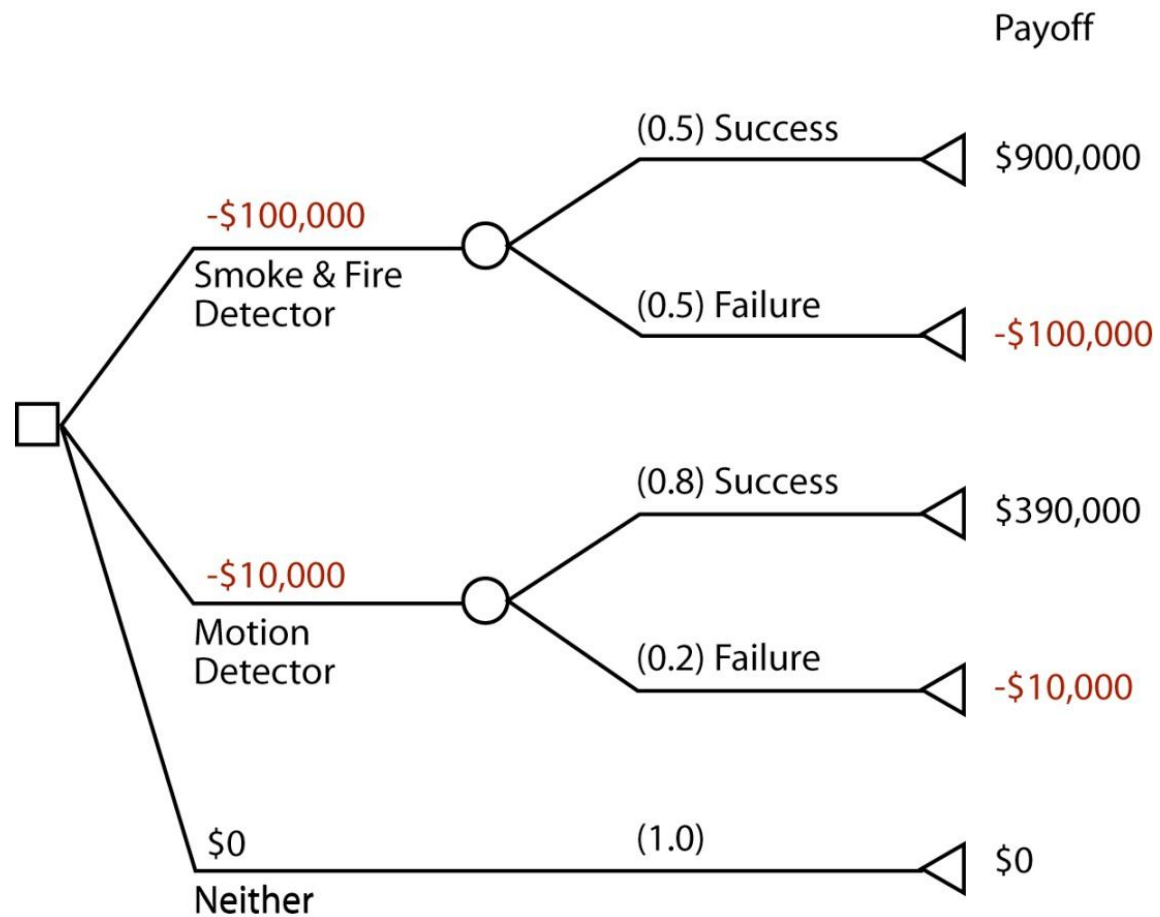 Payoff
(0.5) Success
$900,000
-$100,000
Smoke & Fire
Detector
(0.5) Failure
-$100,000
(0.8) Success
$390,000
-$10,000
Motion
Detector
(0.2) Failure
-$10,000
$0
(1.0)
$0
Neither